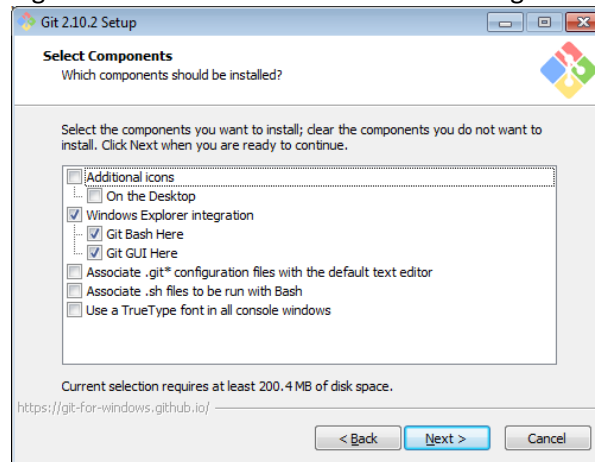 Git 2.10.2 Setup
Select Components
Which components should be installed?
Select the components you want to install; clear the components you do not want to
install. Click Next when you are ready to continue.
Additional icons
On the Desktop
Windows Explorer integration
Git Bash Here
Git GUI Here
Associate .git* configuration files with the default text editor
Associate .sh files to be run with Bash
Use a TrueType font in all console windows
Current selection requires at least 200.4 MB of disk space.
https://git-for-windows.github.io/
< Back Next > Cancel